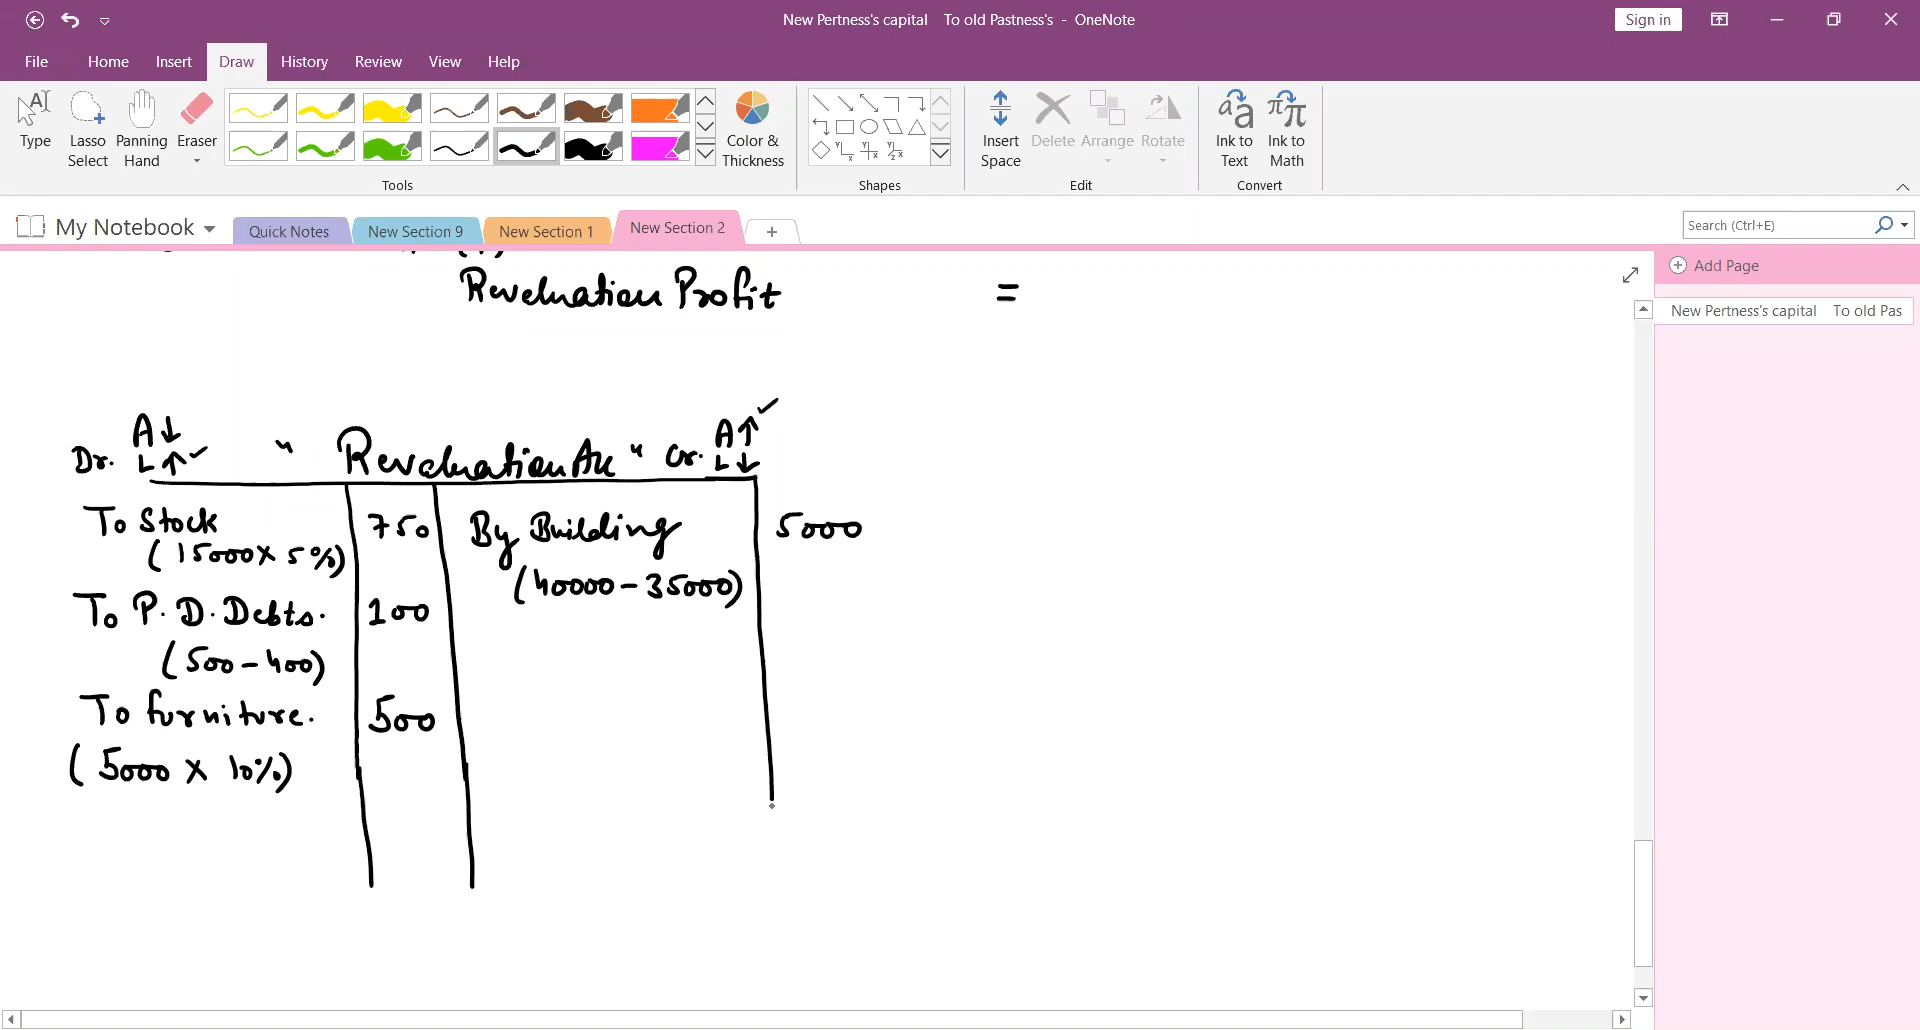 New Pertness's capital To old Pastness's - OneNote
Sign in
File Home Insert Draw History Review View Help
Type
Lasso Select
Panning Hand
Eraser
Color & Thickness
Insert Space
Delete
Arrange
Rotate
Ink to Text
Ink to Math
Tools
Shapes
Edit
Convert
My Notebook
Quick Notes
New Section 9
New Section 1
New Section 2
Search (Ctrl+E)
Add Page
New Pertness's capital To old Pas
Revaluation Profit =
A↓ A↑ ✓
Dr. L↑ ✓ " Revaluation A/c " Cr. L↓
To Stock 750 By Building 5000
(15000 x 5%) (40000 - 35000)
To P. D. Debts. 100
(500 - 400)
To furniture. 500
(5000 x 10%)